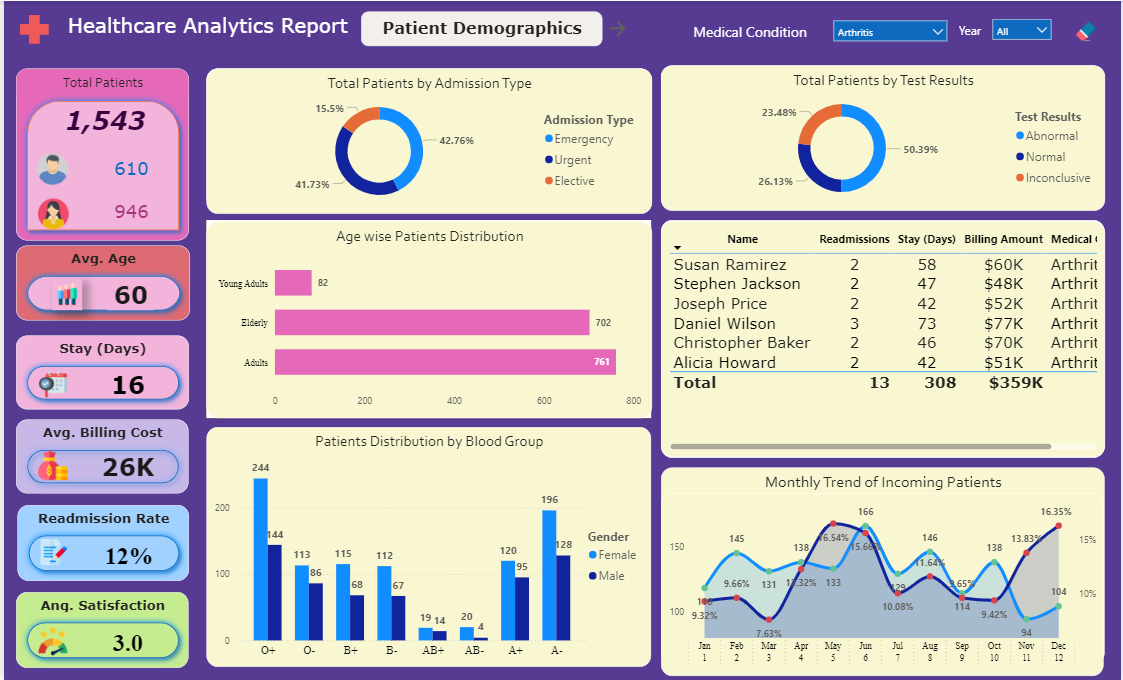 Healthcare Analytics Report
Patient Demographics
Medical Condition
Arthritis
Year
All
Total Patients
1,543
610
946
Avg. Age
60
Stay (Days)
16
Avg. Billing Cost
26K
Readmission Rate
12%
Anq. Satisfaction
3.0
Total Patients by Admission Type
15.5%
42.76%
41.73%
Admission Type
Emergency
Urgent
Elective
Total Patients by Test Results
23.48%
50.39%
26.13%
Test Results
Abnormal
Normal
Inconclusive
Age wise Patients Distribution
Young Adults 82
Elderly 702
Adults 761
0 200 400 600 800
Name Readmissions Stay (Days) Billing Amount Medical
Susan Ramirez 2 58 $60K Arthrit
Stephen Jackson 2 47 $48K Arthrit
Joseph Price 2 42 $52K Arthrit
Daniel Wilson 3 73 $77K Arthrit
Christopher Baker 2 46 $70K Arthrit
Alicia Howard 2 42 $51K Arthrit
Total 13 308 $359K
Patients Distribution by Blood Group
200
100
0
244 144 113 86 115 68 112 67 19 14 20 4 120 95 196 128
O+ O- B+ B- AB+ AB- A+ A-
Gender
Female
Male
Monthly Trend of Incoming Patients
150
100
15%
10%
145 131 138 133 166 129 146 114 138 94 104
9.32% 9.66% 7.63% 16.54% 10.08% 11.64% 9.65% 9.42% 13.83% 16.35%
Jan Feb Mar Apr May Jun Jul Aug Sep Oct Nov Dec
1 2 3 4 5 6 7 8 9 10 11 12